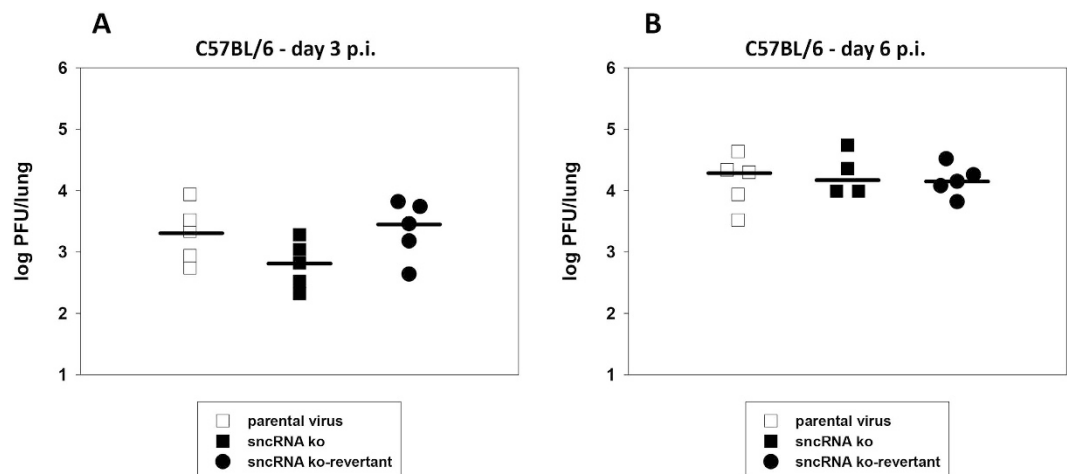 A
C57BL/6 - day 3 p.i.
6
5
4
3
2
1
log PFU/lung
parental virus
sncRNA ko
sncRNA ko-revertant
B
C57BL/6 - day 6 p.i.
6
5
4
3
2
1
log PFU/lung
parental virus
sncRNA ko
sncRNA ko-revertant